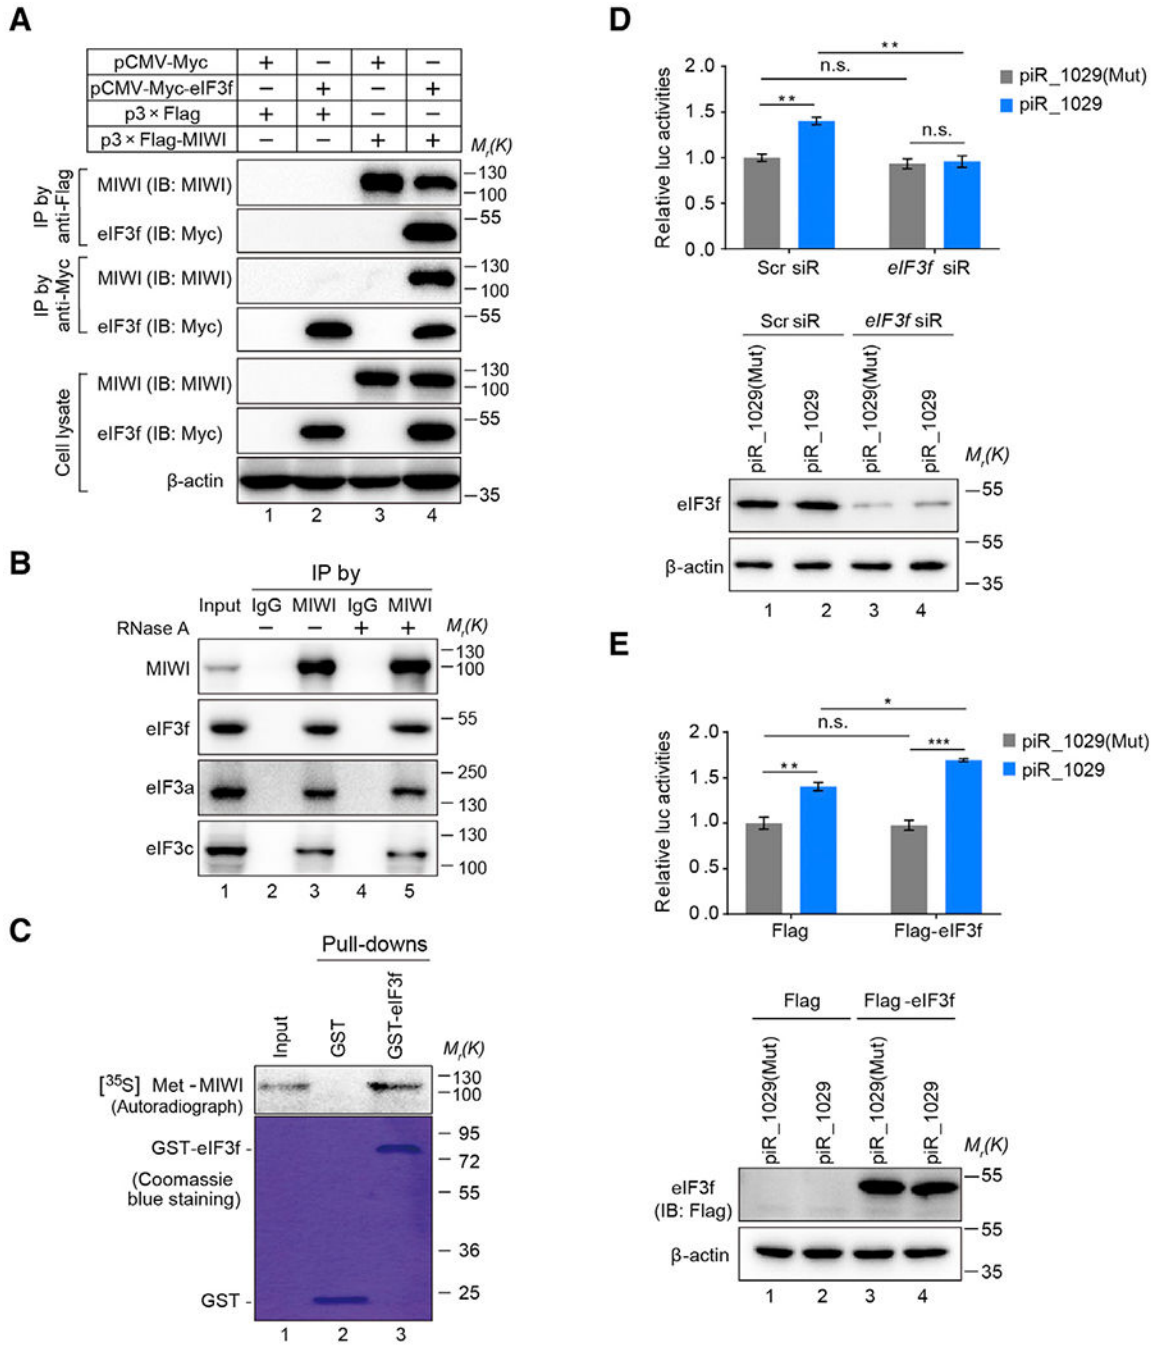 A
pCMV-Myc + − + −
pCMV-Myc-eIF3f − + − +
p3 × Flag + + − −
p3 × Flag-MIWI − − + +
Mr(K)
IP by anti-Flag
MIWI (IB: MIWI)
130
100
eIF3f (IB: Myc)
55
IP by anti-Myc
MIWI (IB: MIWI)
130
100
eIF3f (IB: Myc)
55
Cell lysate
MIWI (IB: MIWI)
130
100
eIF3f (IB: Myc)
55
β-actin
35
1 2 3 4
B
IP by
Input IgG MIWI IgG MIWI
RNase A − − + + Mr(K)
MIWI
130
100
eIF3f
55
eIF3a
250
130
eIF3c
130
100
1 2 3 4 5
C
Pull-downs
Input GST GST-eIF3f
Mr(K)
[35S] Met - MIWI
(Autoradiograph)
130
100
GST-eIF3f -
(Coomassie
blue staining)
95
72
55
36
25
GST -
1 2 3
D
Relative luc activities
2.0
1.5
1.0
0.5
0.0
**
n.s.
**
n.s.
piR_1029(Mut)
piR_1029
Scr siR eIF3f siR
Scr siR eIF3f siR
piR_1029(Mut) piR_1029 piR_1029(Mut) piR_1029
Mr(K)
eIF3f
55
β-actin
55
35
1 2 3 4
E
Relative luc activities
2.0
1.5
1.0
0.5
0.0
*
n.s.
**
***
piR_1029(Mut)
piR_1029
Flag Flag-eIF3f
Flag Flag -eIF3f
piR_1029(Mut) piR_1029 piR_1029(Mut) piR_1029
Mr(K)
eIF3f
(IB: Flag)
55
β-actin
55
35
1 2 3 4